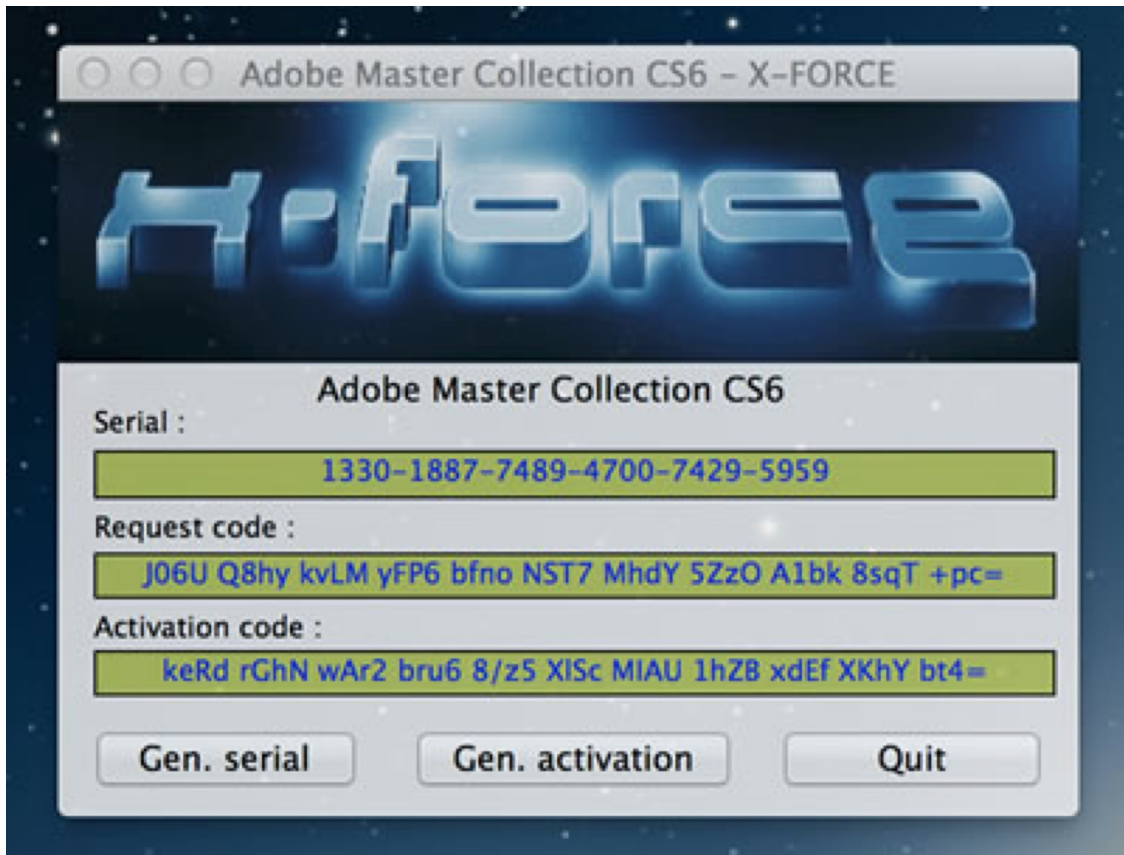 Adobe Master Collection CS6 – X-FORCE
x-force
Adobe Master Collection CS6
Serial :
1330-1887-7489-4700-7429-5959
Request code :
J06U Q8hy kvLM yFP6 bfno NST7 MhdY 5ZzO A1bk 8sqT +pc=
Activation code :
keRd rGhN wAr2 bru6 8/z5 XlSc MIAU 1hZB xdEf XKhY bt4=
Gen. serial Gen. activation Quit